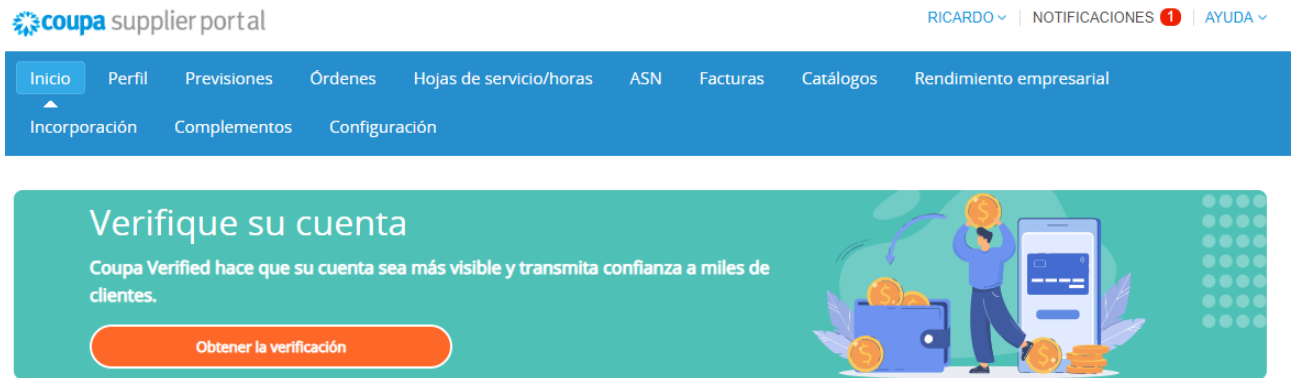 coupa supplier portal
RICARDO NOTIFICACIONES 1 AYUDA
Inicio Perfil Previsiones Órdenes Hojas de servicio/horas ASN Facturas Catálogos Rendimiento empresarial
Incorporación Complementos Configuración
Verifique su cuenta
Coupa Verified hace que su cuenta sea más visible y transmita confianza a miles de
clientes.
Obtener la verificación